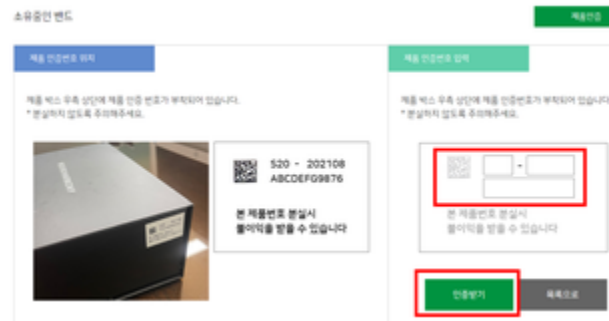 소유중인 밴드
제품인증
제품 인증번호 위치
제품 박스 우측 상단에 제품 인증 번호가 부착되어 있습니다.
* 분실하지 않도록 주의해주세요.
S20 - 202108
ABCDEFG9876
본 제품번호 분실시
불이익을 받을 수 있습니다
제품 인증번호 입력
제품 박스 우측 상단에 제품 인증번호가 부착되어 있습니다
* 분실하지 않도록 주의해주세요.
-
본 제품번호 분실시
불이익을 받을 수 있습니다
인증받기
목록으로